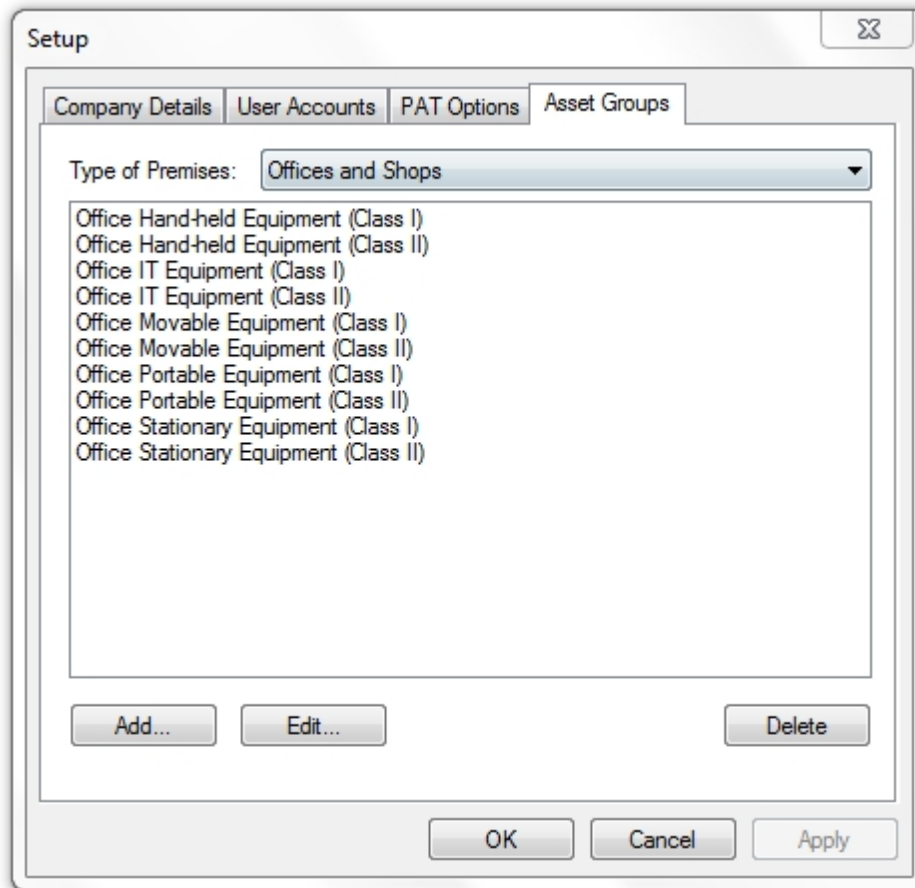 Setup
Company Details User Accounts PAT Options Asset Groups
Type of Premises: Offices and Shops
Office Hand-held Equipment (Class I)
Office Hand-held Equipment (Class II)
Office IT Equipment (Class I)
Office IT Equipment (Class II)
Office Movable Equipment (Class I)
Office Movable Equipment (Class II)
Office Portable Equipment (Class I)
Office Portable Equipment (Class II)
Office Stationary Equipment (Class I)
Office Stationary Equipment (Class II)
Add... Edit... Delete
OK Cancel Apply